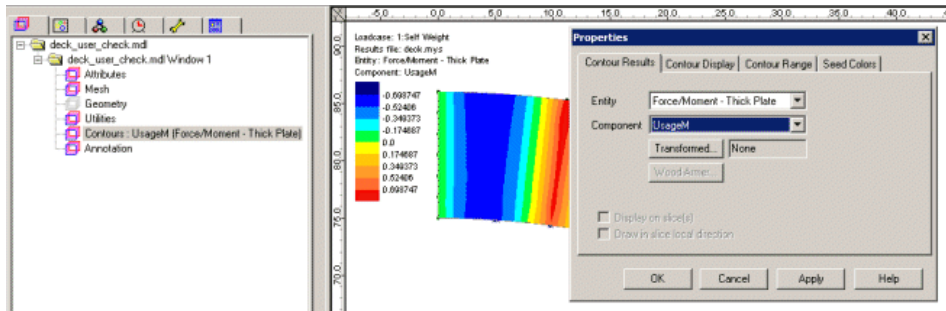 deck_user_check.mdl
deck_user_check.mdl Window 1
Attributes
Mesh
Geometry
Utilities
Contours : UsageM (Force/Moment - Thick Plate)
Annotation
-5.0 0.0 5.0 10.0 15.0 20.0 25.0 30.0 35.0 40.0
90.0
85.0
80.0
75.0
70.0
Loadcase: 1:Self Weight
Results file: deck.mys
Entity: Force/Moment - Thick Plate
Component: UsageM
-0.698747
-0.52406
-0.349373
-0.174687
0.0
0.174687
0.349373
0.52406
0.698747
Properties
Contour Results Contour Display Contour Range Seed Colors
Entity Force/Moment - Thick Plate
Component UsageM
Transformed... None
Wood Armer...
Display on slice(s)
Draw in slice local direction
OK Cancel Apply Help